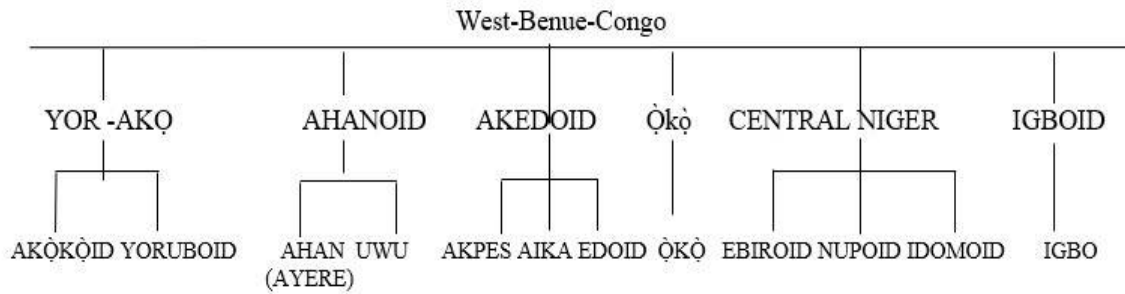 West-Benue-Congo
YOR -AKỌ AHANOID AKEDOID Ọ̀kọ̀ CENTRAL NIGER IGBOID
AKỌ̀KỌ̀ID YORUBOID AHAN UWU AKPES AIKA EDOID Ọ̀KỌ̀ EBIROID NUPOID IDOMOID IGBO
(AYERE)